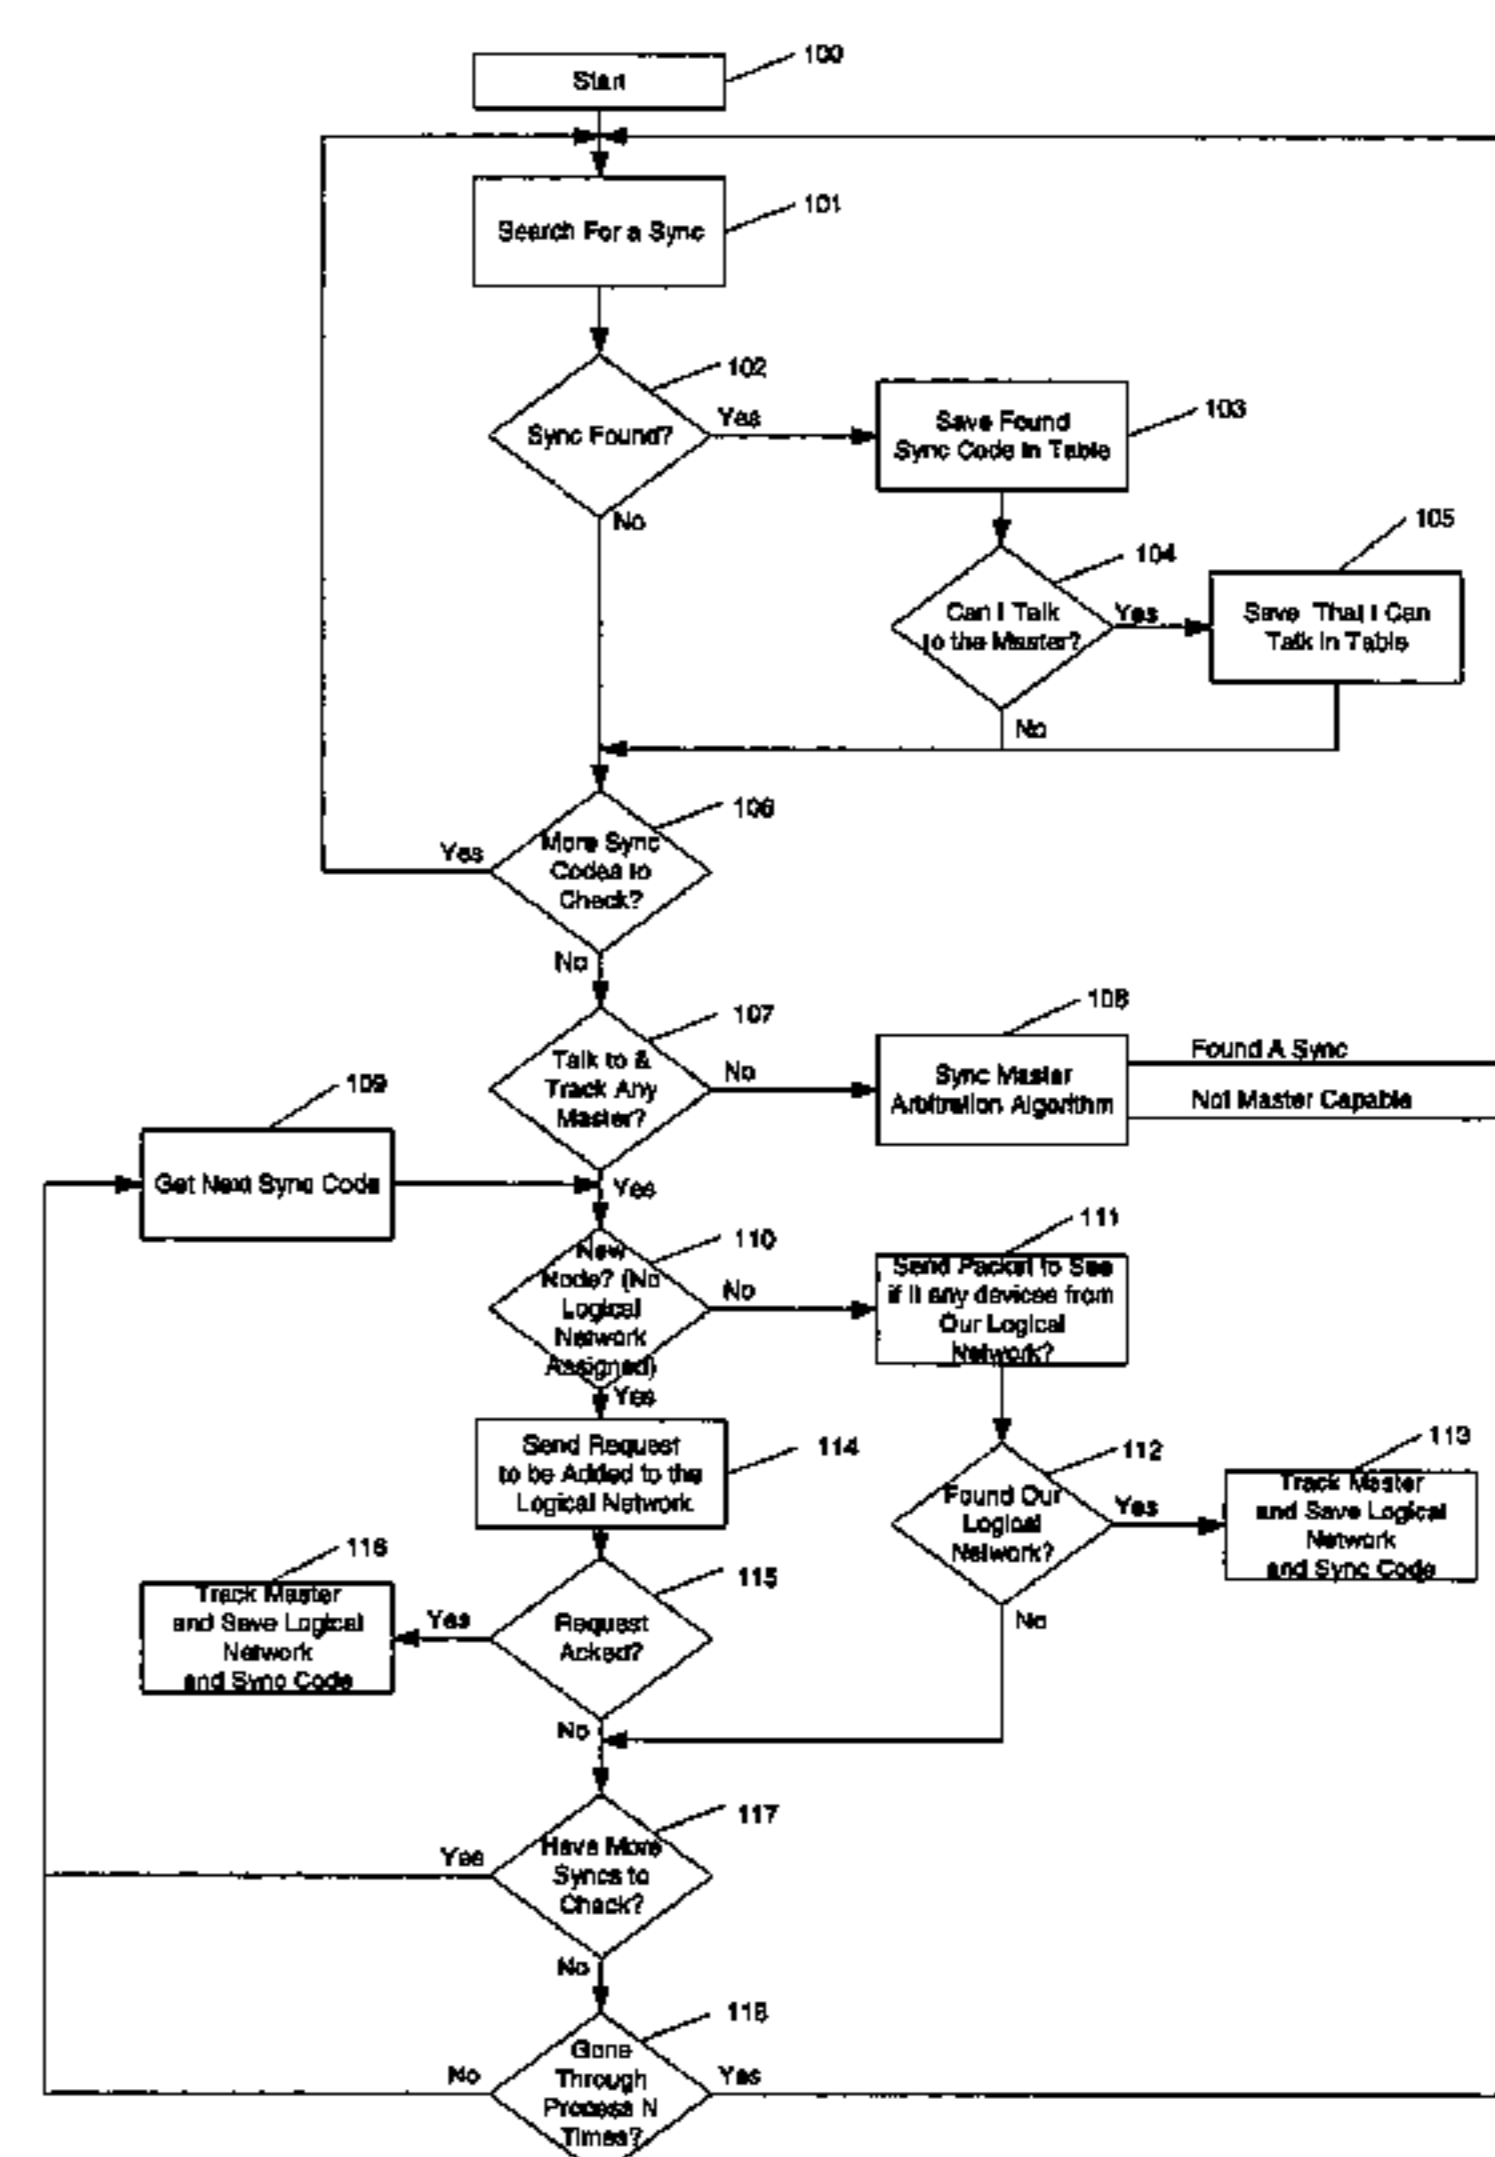 100
Start
101
Search For a Sync
102
Sync Found?
Yes
No
103
Save Found
Sync Code in Table
104
Can I Talk
to the Master?
Yes
No
105
Save That I Can
Talk in Table
106
More Sync
Codes to
Check?
Yes
No
107
Talk to &
Track Any
Master?
No
Yes
108
Sync Master
Arbitration Algorithm
Found A Sync
Not Master Capable
109
Get Next Sync Code
110
New
Node? (No
Logical
Network
Assigned)
No
Yes
111
Send Packet to See
if it any devices from
Our Logical
Network?
112
Found Our
Logical
Network?
Yes
No
113
Track Master
and Save Logical
Network
and Sync Code
114
Send Request
to be Added to the
Logical Network
115
Request
Acked?
Yes
No
116
Track Master
and Save Logical
Network
and Sync Code
117
Have More
Syncs to
Check?
Yes
No
118
Gone
Through
Process N
Times?
No
Yes